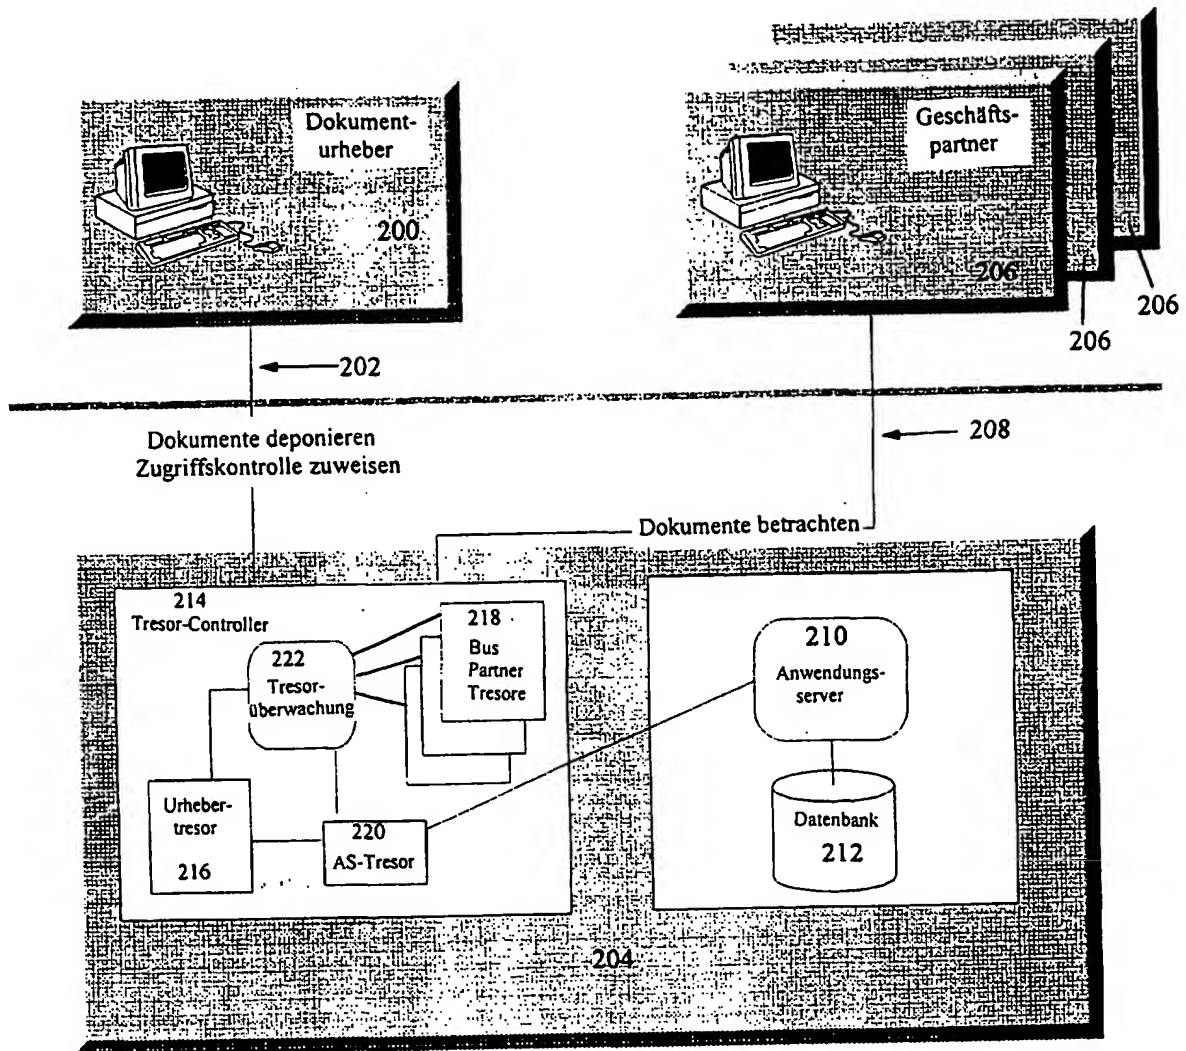 Dokument-
urheber
200
Geschäfts-
partner
206
206
206
202
208
Dokumente deponieren
Zugriffskontrolle zuweisen
Dokumente betrachten
214
Tresor-Controller
222
Tresor-
überwachung
218
Bus
Partner
Tresore
210
Anwendungs-
server
Urheber-
tresor
216
220
AS-Tresor
Datenbank
212
204